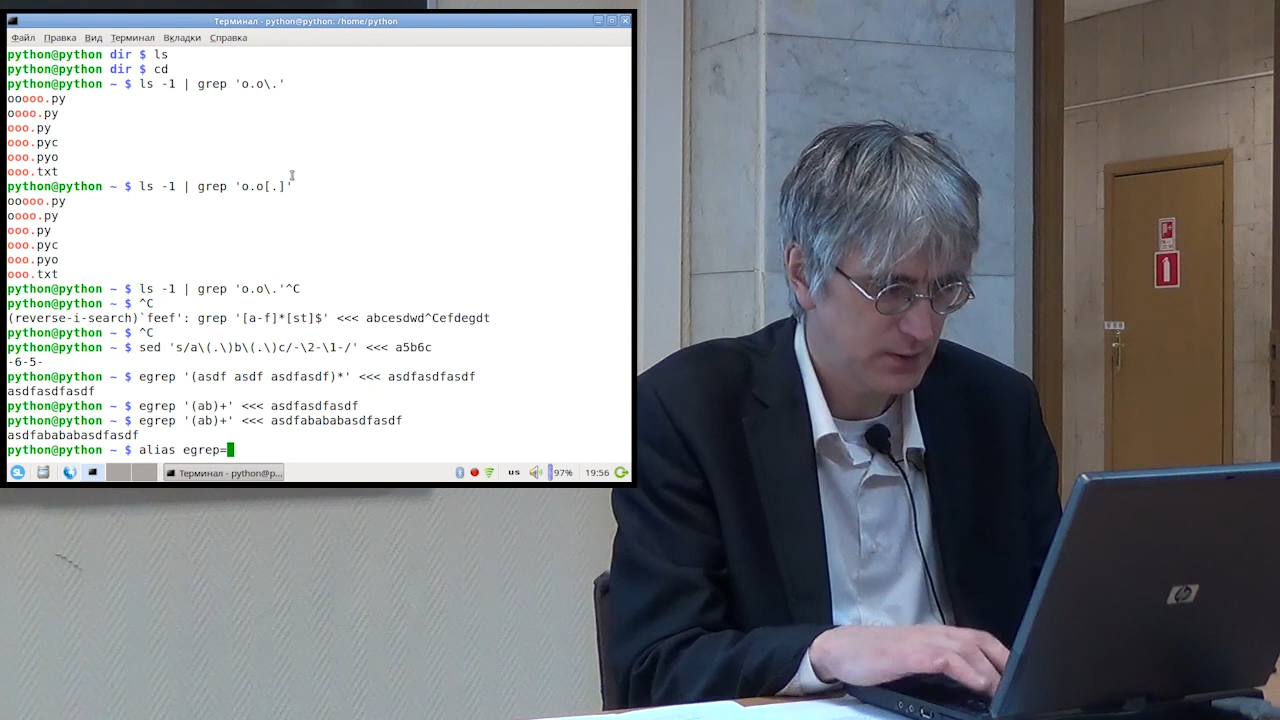 Терминал - python@python: /home/python
Файл Правка Вид Терминал Вкладки Справка
python@python dir $ ls
python@python dir $ cd
python@python ~ $ ls -1 | grep 'o.o\.'
ooooo.py
oooo.py
ooo.py
ooo.pyc
ooo.pyo
ooo.txt
python@python ~ $ ls -1 | grep 'o.o[.]'
ooooo.py
oooo.py
ooo.py
ooo.pyc
ooo.pyo
ooo.txt
python@python ~ $ ls -1 | grep 'o.o\.'^C
python@python ~ $ ^C
(reverse-i-search)`feef': grep '[a-f]*[st]$' <<< abcesdwd^Cefdegdt
python@python ~ $ ^C
python@python ~ $ sed 's/a\(.\)b\(.\)c/-\2-\1-/' <<< a5b6c
-6-5-
python@python ~ $ egrep '(asdf asdf asdfasdf)*' <<< asdfasdfasdf
asdfasdfasdf
python@python ~ $ egrep '(ab)+' <<< asdfasdfasdf
python@python ~ $ egrep '(ab)+' <<< asdfabababasdfasdf
asdfabababasdfasdf
python@python ~ $ alias egrep=
Терминал - python@p...
us
97%
19:56
hp